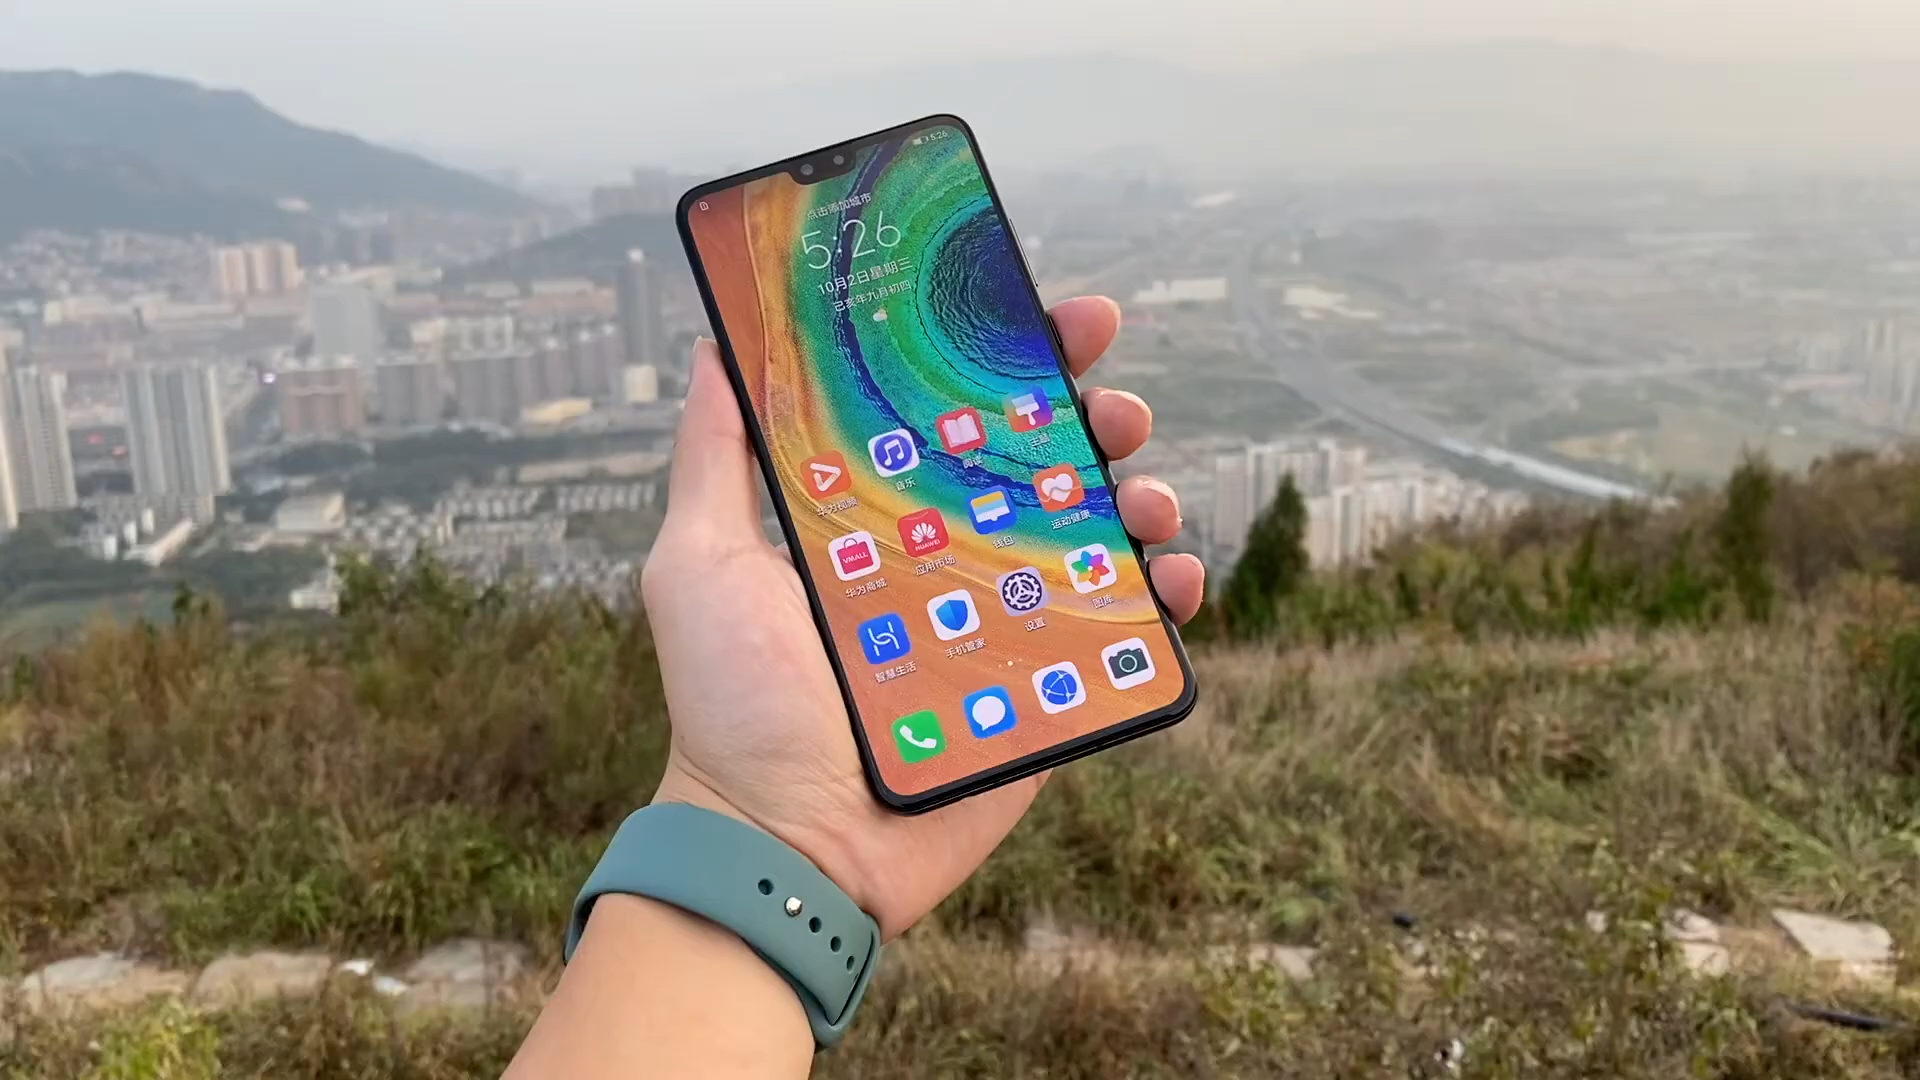 5:26
点击添加城市
5:26
10月2日星期三
己亥年九月初四
华为视频
音乐
阅读
主题
VMALL
华为商城
HUAWEI
应用市场
钱包
运动健康
智慧生活
手机管家
设置
图库